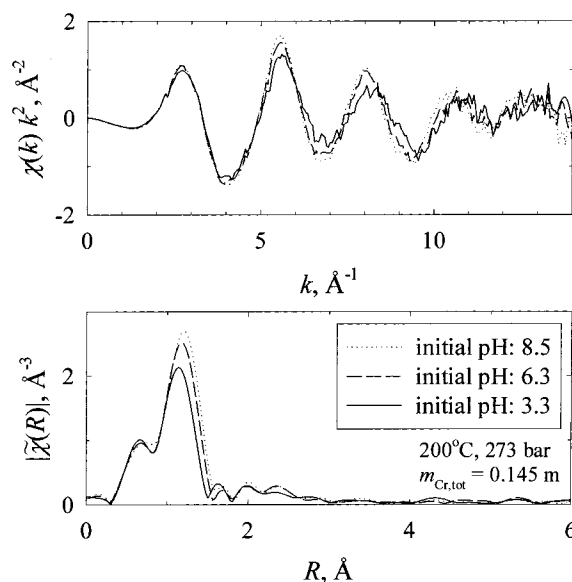 2
0
-2
χ(k) k², Å⁻²
0
5
10
k, Å⁻¹
2
0
|χ̃(R)|, Å⁻³
initial pH: 8.5
initial pH: 6.3
initial pH: 3.3
200°C, 273 bar
m_Cr,tot = 0.145 m
0
2
4
6
R, Å